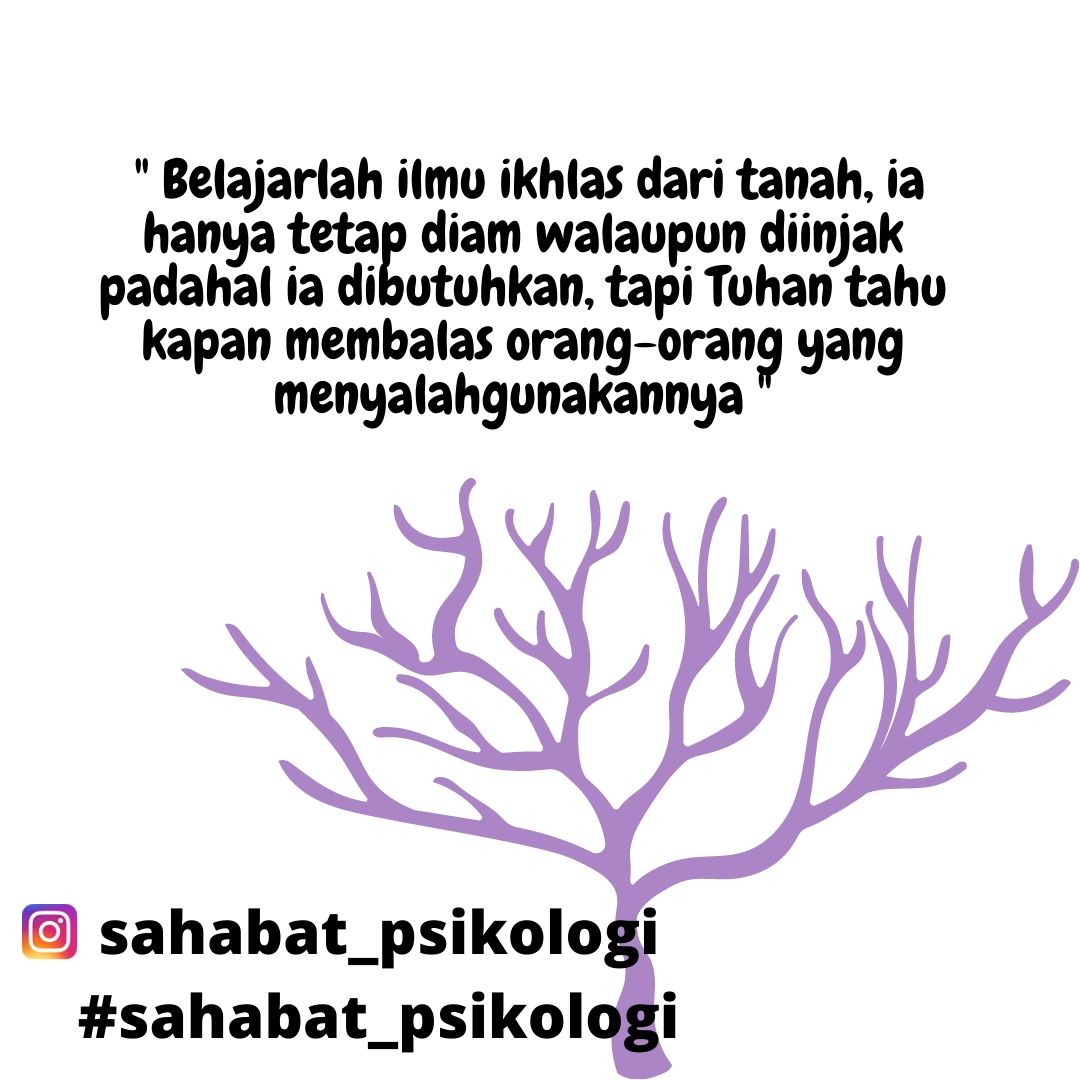 " Belajarlah ilmu ikhlas dari tanah, ia
hanya tetap diam walaupun diinjak
padahal ia dibutuhkan, tapi Tuhan tahu
kapan membalas orang-orang yang
menyalahgunakannya "
sahabat_psikologi
#sahabat_psikologi